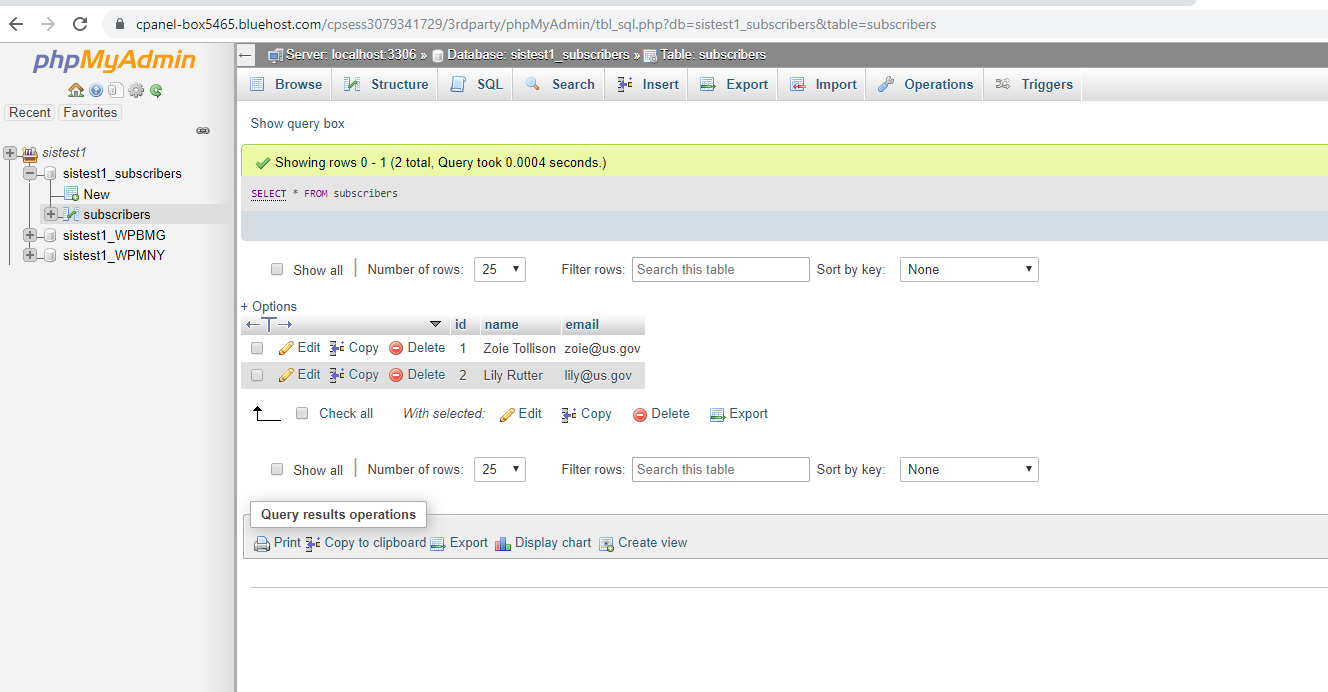 cpanel-box5465.bluehost.com/cpsess3079341729/3rdparty/phpMyAdmin/tbl_sql.php?db=sistest1_subscribers&table=subscribers
phpMyAdmin
Recent Favorites
sistest1
sistest1_subscribers
New
subscribers
sistest1_WPBMG
sistest1_WPMNY
Server: localhost:3306 » Database: sistest1_subscribers » Table: subscribers
Browse Structure SQL Search Insert Export Import Operations Triggers
Show query box
Showing rows 0 - 1 (2 total, Query took 0.0004 seconds.)
SELECT * FROM subscribers
Show all Number of rows: 25 Filter rows: Search this table Sort by key: None
+ Options
←T→ id name email
Edit Copy Delete 1 Zoie Tollison zoie@us.gov
Edit Copy Delete 2 Lily Rutter lily@us.gov
Check all With selected: Edit Copy Delete Export
Show all Number of rows: 25 Filter rows: Search this table Sort by key: None
Query results operations
Print Copy to clipboard Export Display chart Create view